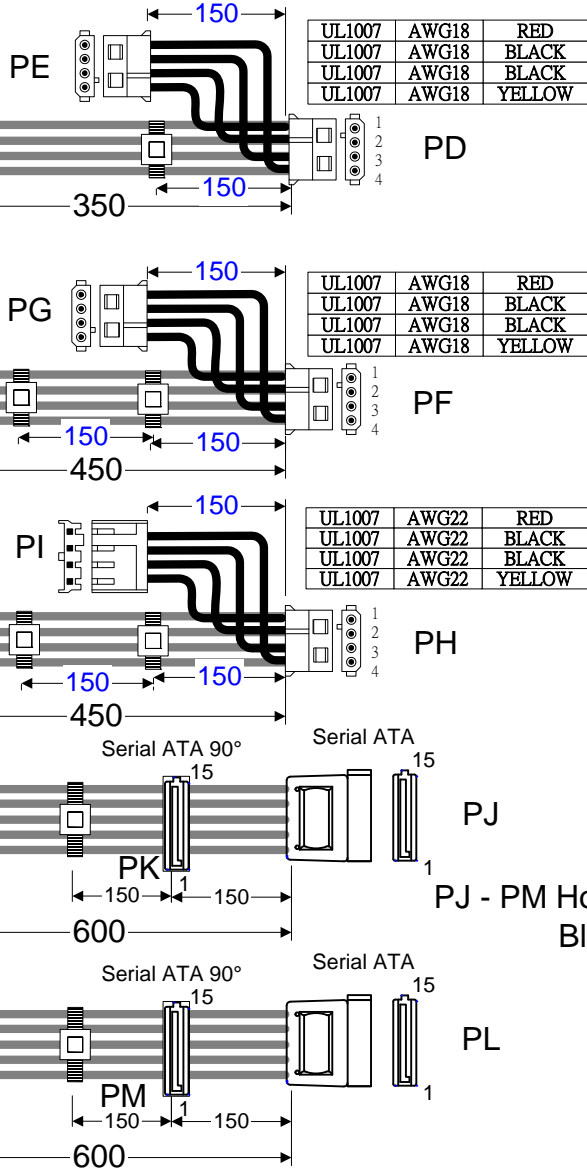 150
UL1007 AWG18 RED
UL1007 AWG18 BLACK
UL1007 AWG18 BLACK
UL1007 AWG18 YELLOW
PE
1
2
3
4
PD
150
350
150
UL1007 AWG18 RED
UL1007 AWG18 BLACK
UL1007 AWG18 BLACK
UL1007 AWG18 YELLOW
PG
1
2
3
4
PF
150 150
450
150
UL1007 AWG22 RED
UL1007 AWG22 BLACK
UL1007 AWG22 BLACK
UL1007 AWG22 YELLOW
PI
1
2
3
4
PH
150 150
450
Serial ATA 90° Serial ATA
15 15
PJ
PK 1 1
150 150
PJ - PM Ho
Bl
600
Serial ATA 90° Serial ATA
15 15
PL
PM 1 1
150 150
600